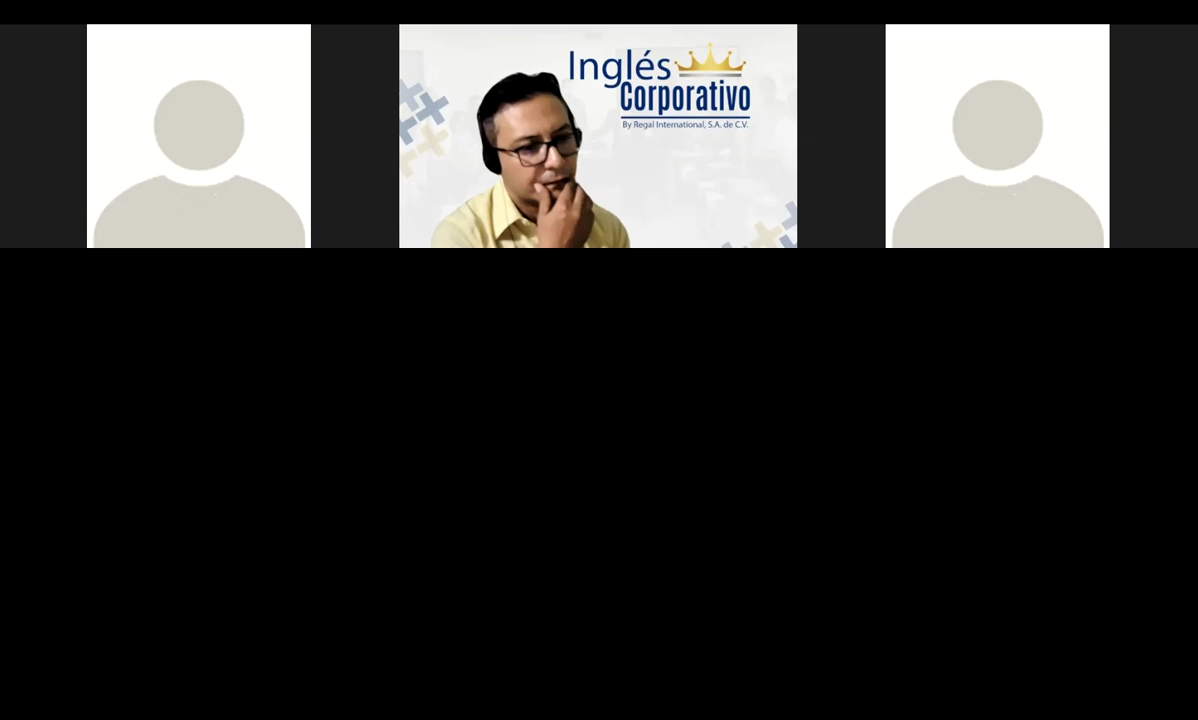 Inglés
Corporativo
By Regal International, S.A. de C.V.